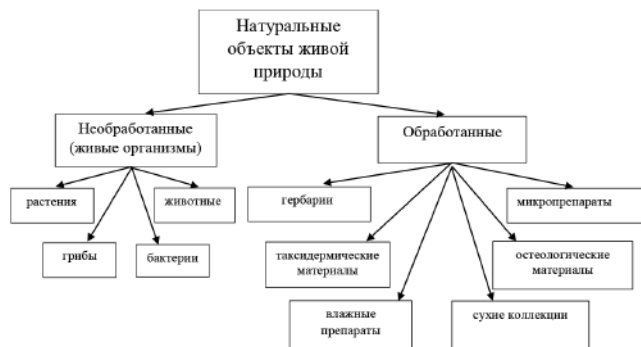 Натуральные
объекты живой
природы
Необработанные
(живые организмы)
Обработанные
растения
животные
грибы
бактерии
гербарии
микропрепараты
таксидермические
материалы
остеологические
материалы
влажные
препараты
сухие коллекции